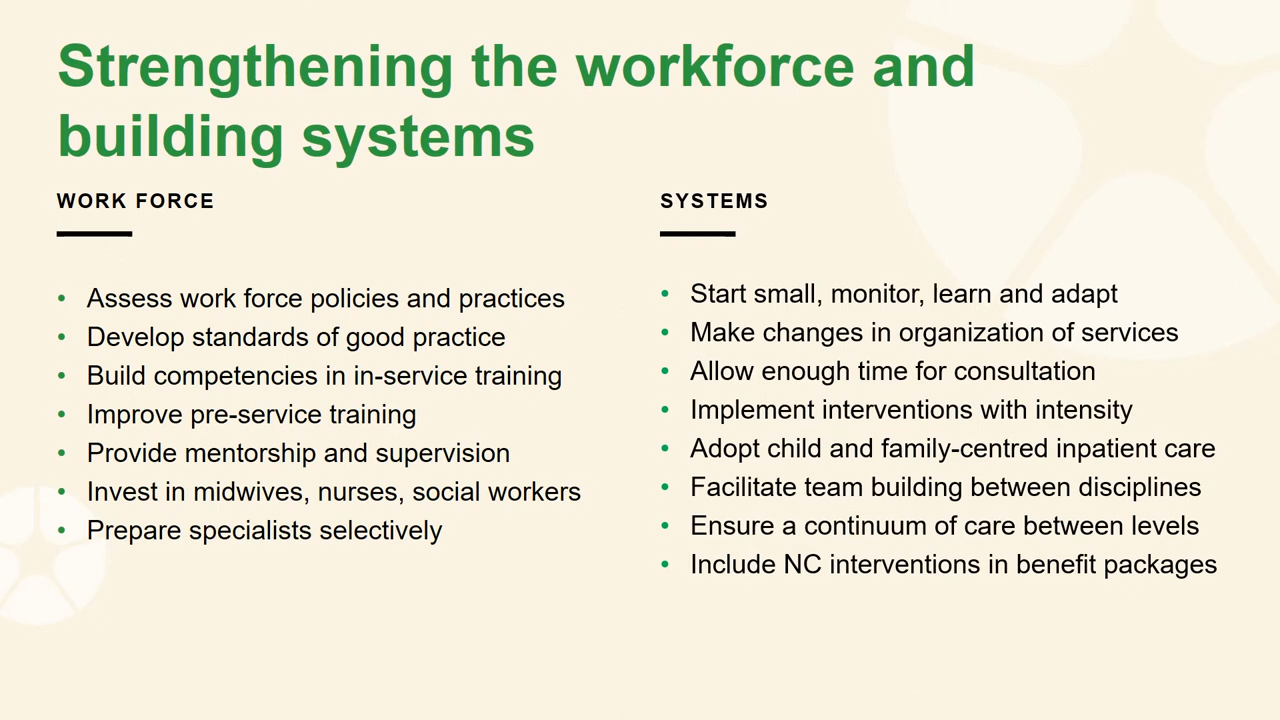 Strengthening the workforce and
building systems
WORK FORCE
• Assess work force policies and practices
• Develop standards of good practice
• Build competencies in in-service training
• Improve pre-service training
• Provide mentorship and supervision
• Invest in midwives, nurses, social workers
• Prepare specialists selectively
SYSTEMS
• Start small, monitor, learn and adapt
• Make changes in organization of services
• Allow enough time for consultation
• Implement interventions with intensity
• Adopt child and family-centred inpatient care
• Facilitate team building between disciplines
• Ensure a continuum of care between levels
• Include NC interventions in benefit packages